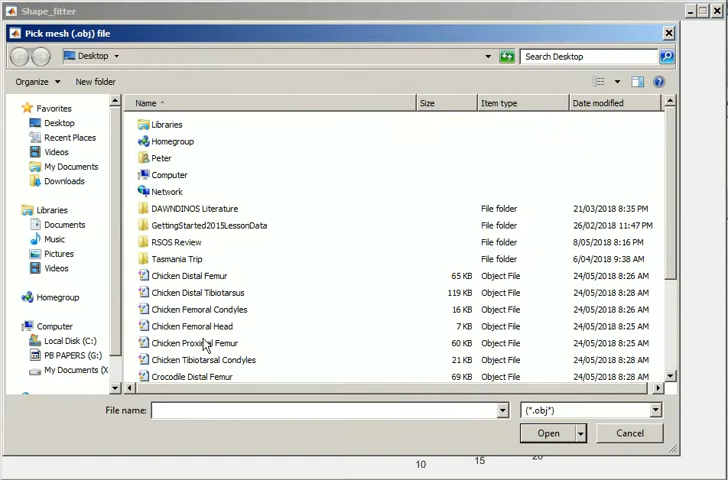 Shape_fitter
Pick mesh (.obj) file
Desktop
Search Desktop
Organize New folder
Name Size Item type Date modified
Favorites
Desktop
Recent Places
Videos
My Documents
Downloads
Libraries
Documents
Music
Pictures
Videos
Homegroup
Computer
Local Disk (C:)
PB PAPERS (G:)
My Documents (X
Libraries
Homegroup
Peter
Computer
Network
DAWNDINOS Literature File folder 21/03/2018 8:35 PM
GettingStarted2015LessonData File folder 26/02/2018 11:47 PM
RSOS Review File folder 8/05/2018 8:16 PM
Tasmania Trip File folder 6/04/2018 9:38 AM
Chicken Distal Femur 65 KB Object File 24/05/2018 8:26 AM
Chicken Distal Tibiotarsus 119 KB Object File 24/05/2018 8:28 AM
Chicken Femoral Condyles 16 KB Object File 24/05/2018 8:26 AM
Chicken Femoral Head 7 KB Object File 24/05/2018 8:25 AM
Chicken Proximal Femur 60 KB Object File 24/05/2018 8:25 AM
Chicken Tibiotarsal Condyles 21 KB Object File 24/05/2018 8:28 AM
Crocodile Distal Femur 69 KB Object File 24/05/2018 8:28 AM
File name: (*.obj*)
Open Cancel
10 15 20